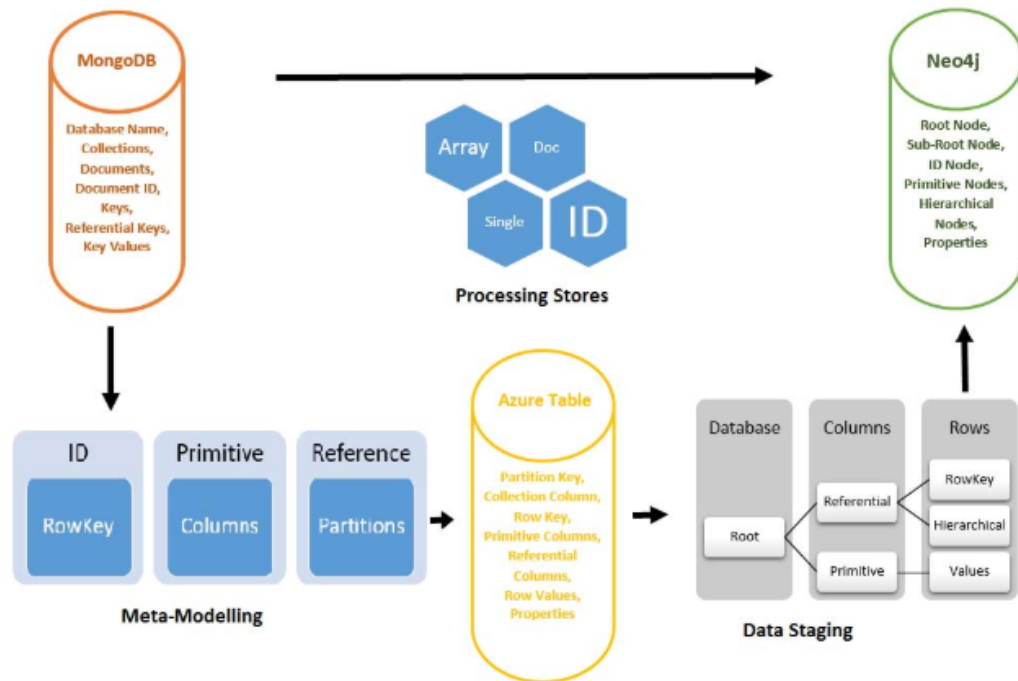 MongoDB
Database Name,
Collections,
Documents,
Document ID,
Keys,
Referential Keys,
Key Values
Array
Doc
Single
ID
Processing Stores
Neo4j
Root Node,
Sub-Root Node,
ID Node,
Primitive Nodes,
Hierarchical
Nodes,
Properties
ID
RowKey
Primitive
Columns
Reference
Partitions
Meta-Modelling
Azure Table
Partition Key,
Collection Column,
Row Key,
Primitive Columns,
Referential
Columns,
Row Values,
Properties
Database
Columns
Rows
Root
Referential
Primitive
RowKey
Hierarchical
Values
Data Staging